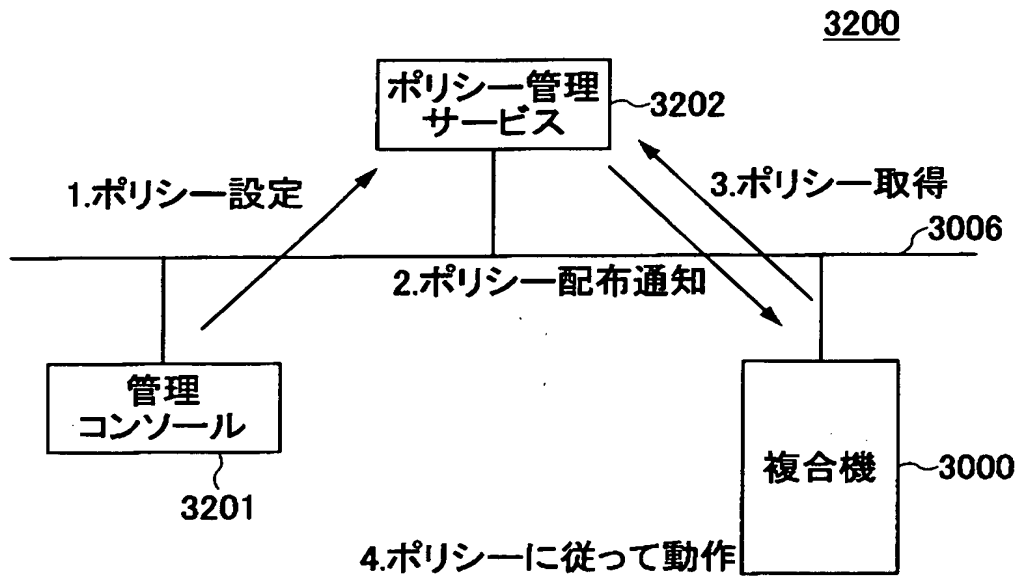 3200
ポリシー管理
サービス
3202
1.ポリシー設定
3.ポリシー取得
3006
2.ポリシー配布通知
管理
コンソール
3201
複合機
3000
4.ポリシーに従って動作